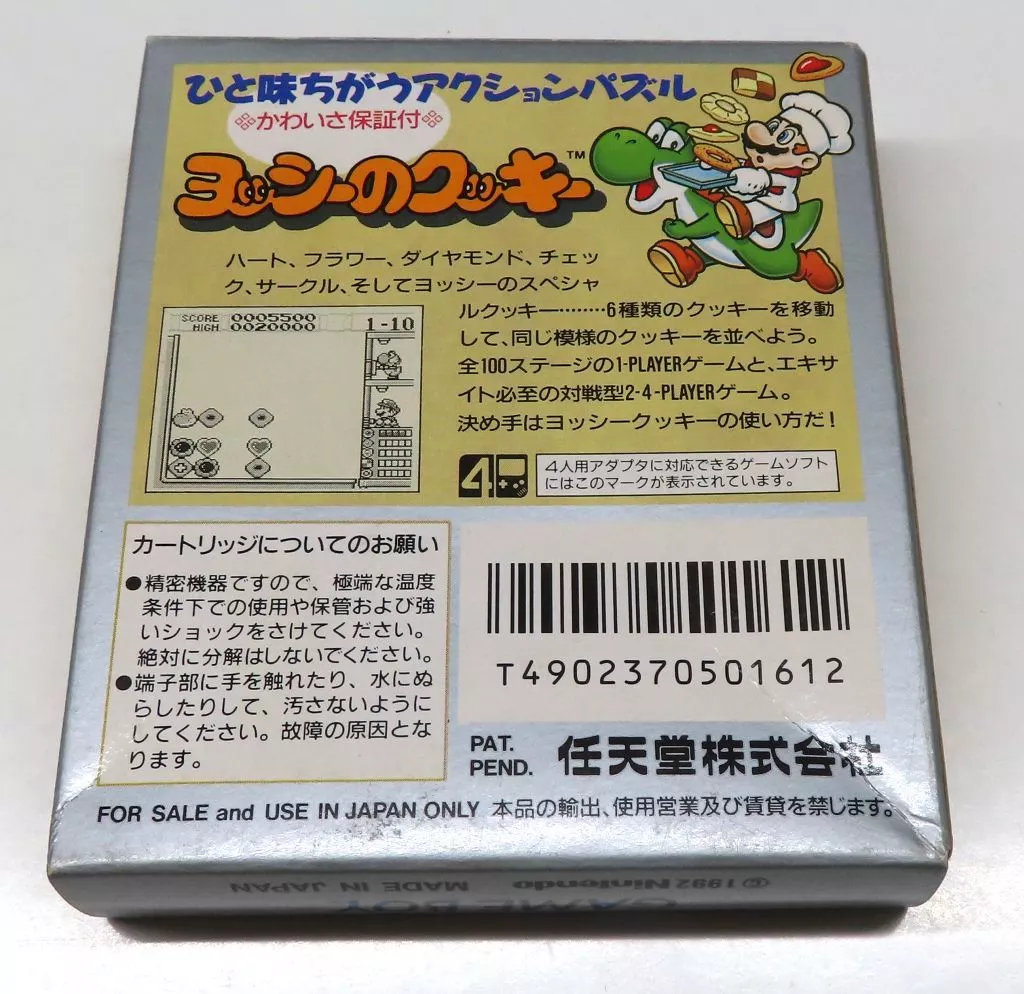 ひと味ちがうアクションパズル
※かわいさ保証付※
ヨッシーのクッキー™
ハート、フラワー、ダイヤモンド、チェッ
ク、サークル、そしてヨッシーのスペシャ
ルクッキー………6種類のクッキーを移動
して、同じ模様のクッキーを並べよう。
全100ステージの1-PLAYERゲームと、エキサ
イト必至の対戦型2-4-PLAYERゲーム。
決め手はヨッシークッキーの使い方だ!
SCORE 0005500
HIGH 0020000
1-10
4
4人用アダプタに対応できるゲームソフト
にはこのマークが表示されています。
カートリッジについてのお願い
●精密機器ですので、極端な温度
条件下での使用や保管および強
いショックをさけてください。
絶対に分解はしないでください。
●端子部に手を触れたり、水にぬ
らしたりして、汚さないように
してください。故障の原因とな
ります。
T4902370501612
PAT.
PEND.
任天堂株式会社
FOR SALE and USE IN JAPAN ONLY 本品の輸出、使用営業及び賃貸を禁じます。
©1992 Nintendo MADE IN JAPAN
GAME BOY